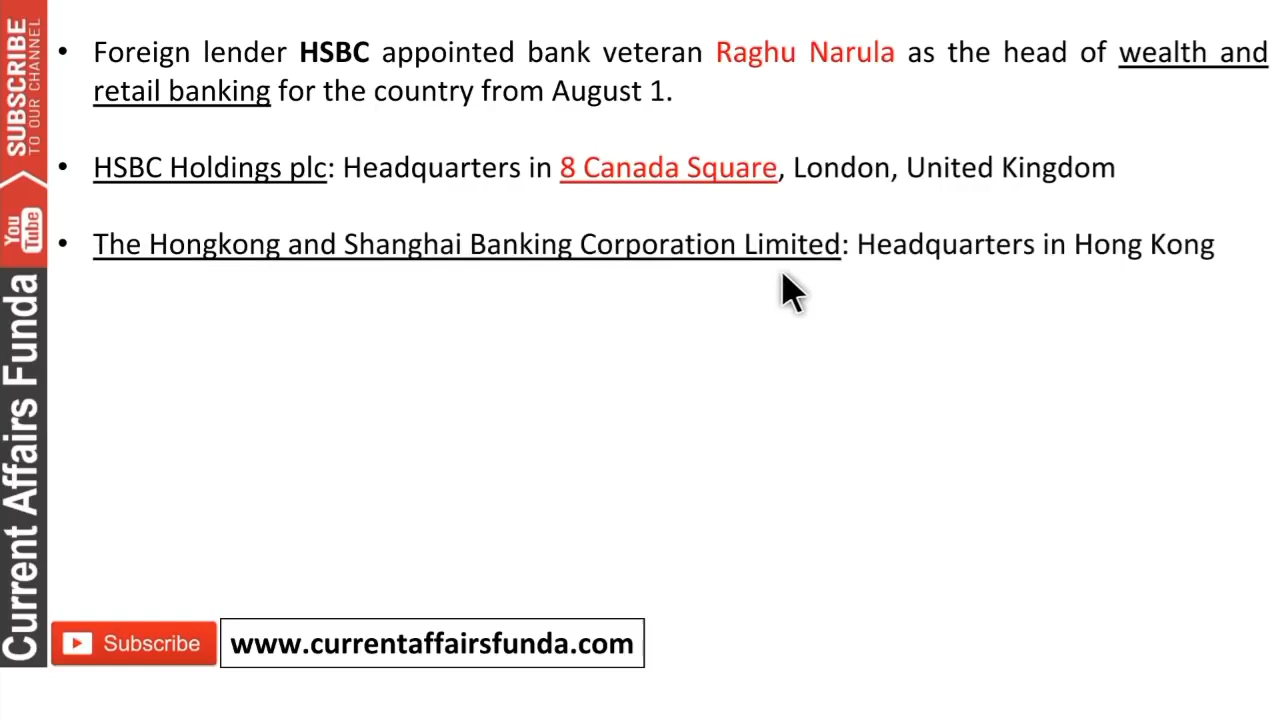 • Foreign lender HSBC appointed bank veteran Raghu Narula as the head of wealth and
retail banking for the country from August 1.
• HSBC Holdings plc: Headquarters in 8 Canada Square, London, United Kingdom
• The Hongkong and Shanghai Banking Corporation Limited: Headquarters in Hong Kong
SUBSCRIBE
TO OUR CHANNEL
You
Tube
Current Affairs Funda
Subscribe
www.currentaffairsfunda.com